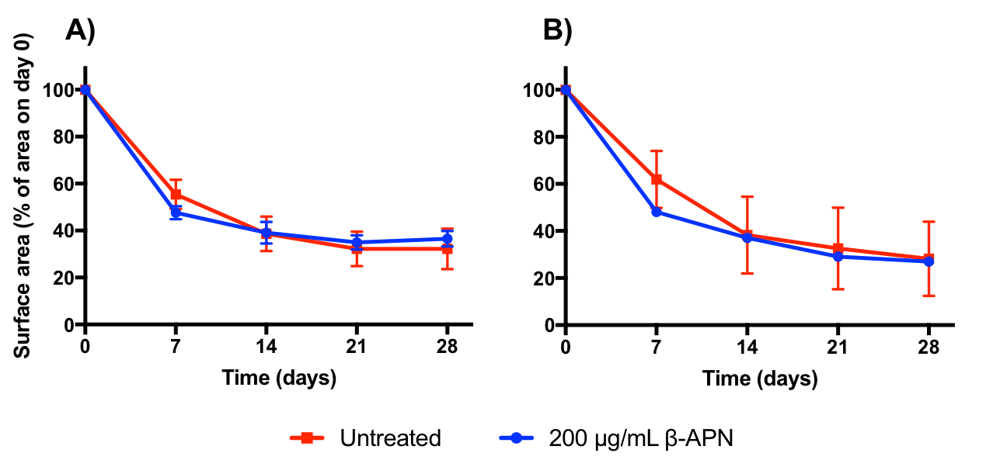 A)
B)
Surface area (% of area on day 0)
100
80
60
40
20
0
0 7 14 21 28
Time (days)
100
80
60
40
20
0
0 7 14 21 28
Time (days)
Untreated
200 µg/mL β-APN